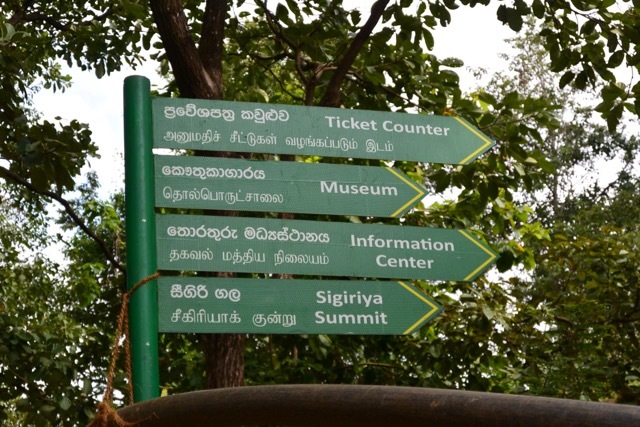 ප්‍රවේශපත්‍ර කවුළුව
அனுமதிச் சீட்டுகள் வழங்கப்படும் இடம்
Ticket Counter
කෞතුකාගාරය
தொல்பொருட்சாலை
Museum
තොරතුරු මධ්‍යස්ථානය
தகவல் மத்திய நிலையம்
Information
Center
සීගිරි ගල
சீகிரியாக் குன்று
Sigiriya
Summit